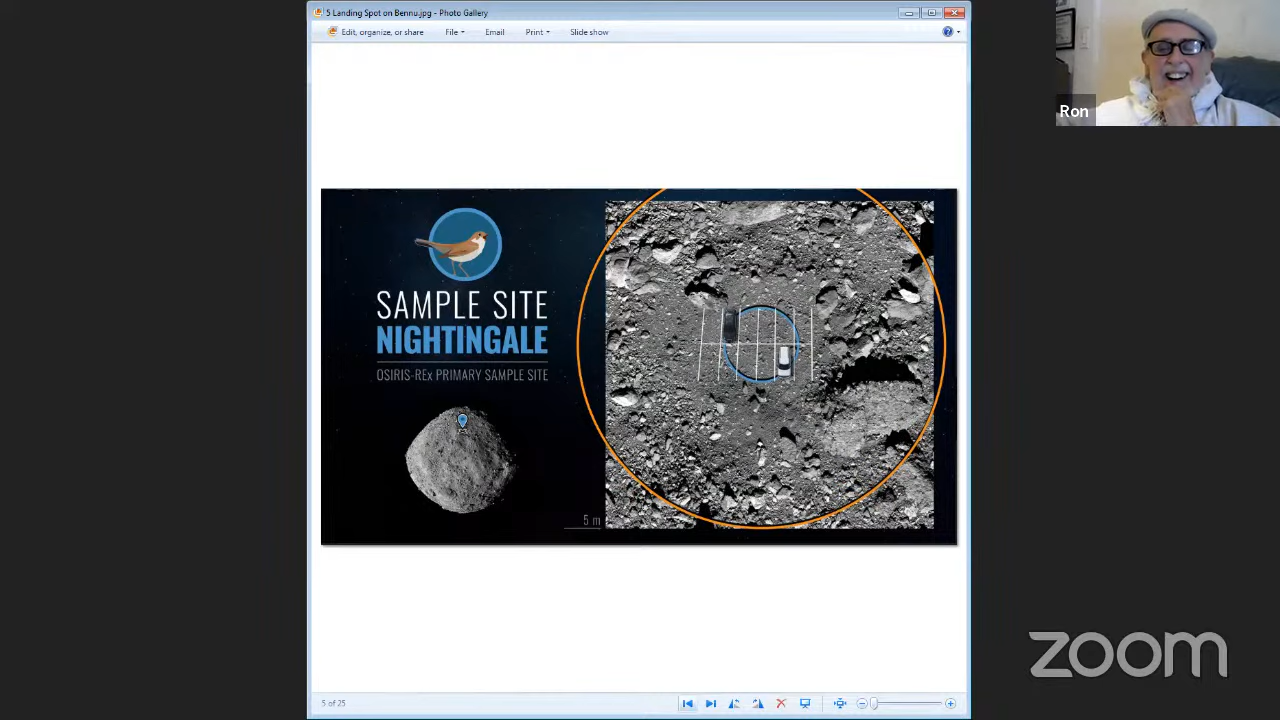 5 Landing Spot on Bennu.jpg - Photo Gallery
Edit, organize, or share File Email Print Slide show
Ron
SAMPLE SITE
NIGHTINGALE
OSIRIS-REx PRIMARY SAMPLE SITE
5 m
zoom
5 of 25